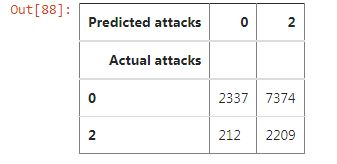 Out[88]:
Predicted attacks 0 2
Actual attacks
0 2337 7374
2 212 2209